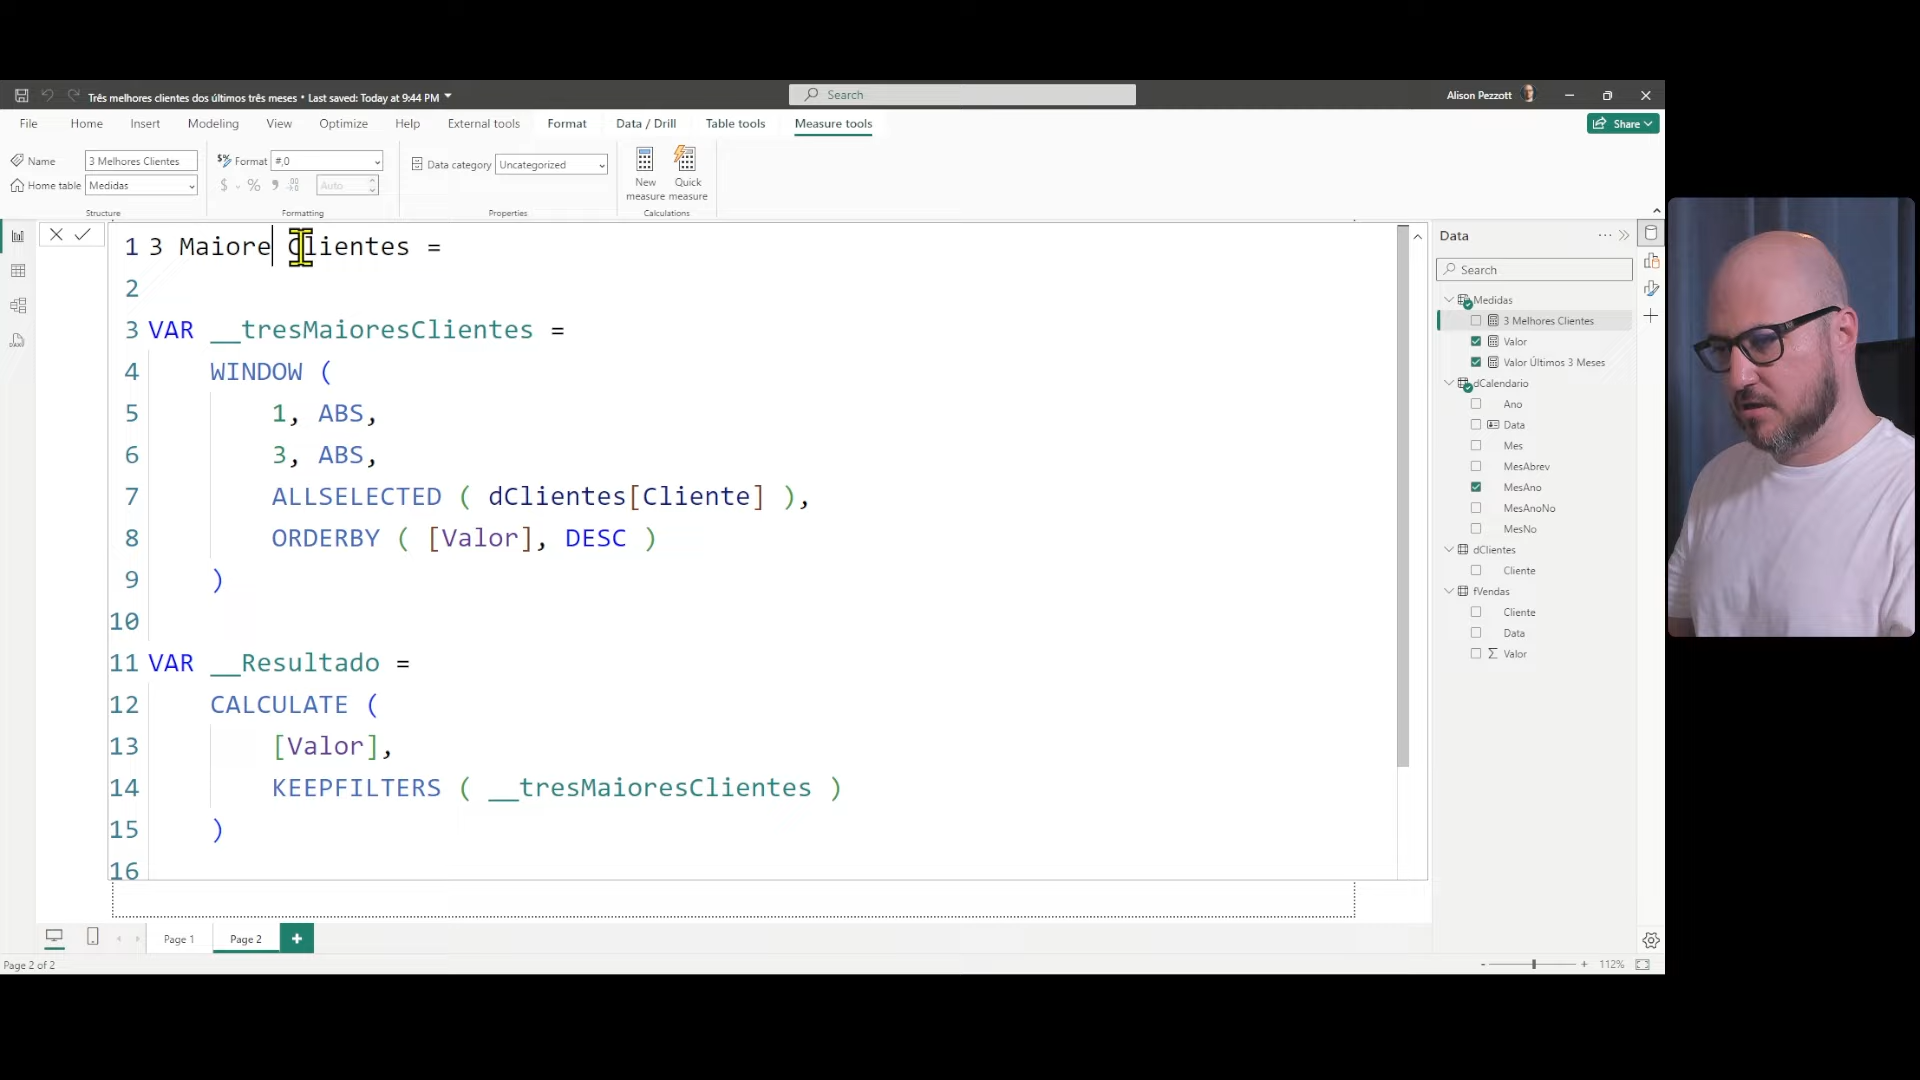 Três melhores clientes dos últimos três meses • Last saved: Today at 9:44 PM
Search
Alison Pezzott
File Home Insert Modeling View Optimize Help External tools Format Data / Drill Table tools Measure tools
Share
Name 3 Melhores Clientes
Format #,0
Data category Uncategorized
Home table Medidas
$ % 9 Auto
New measure
Quick measure
Structure Formatting Properties Calculations
1 3 Maiore Clientes =
2
3 VAR __tresMaioresClientes =
4 WINDOW (
5 1, ABS,
6 3, ABS,
7 ALLSELECTED ( dClientes[Cliente] ),
8 ORDERBY ( [Valor], DESC )
9 )
10
11 VAR __Resultado =
12 CALCULATE (
13 [Valor],
14 KEEPFILTERS ( __tresMaioresClientes )
15 )
16
Data
Search
Medidas
3 Melhores Clientes
Valor
Valor Últimos 3 Meses
dCalendario
Ano
Data
Mes
MesAbrev
MesAno
MesAnoNo
MesNo
dClientes
Cliente
fVendas
Cliente
Data
Σ Valor
Page 1 Page 2 +
Page 2 of 2
- + 112%